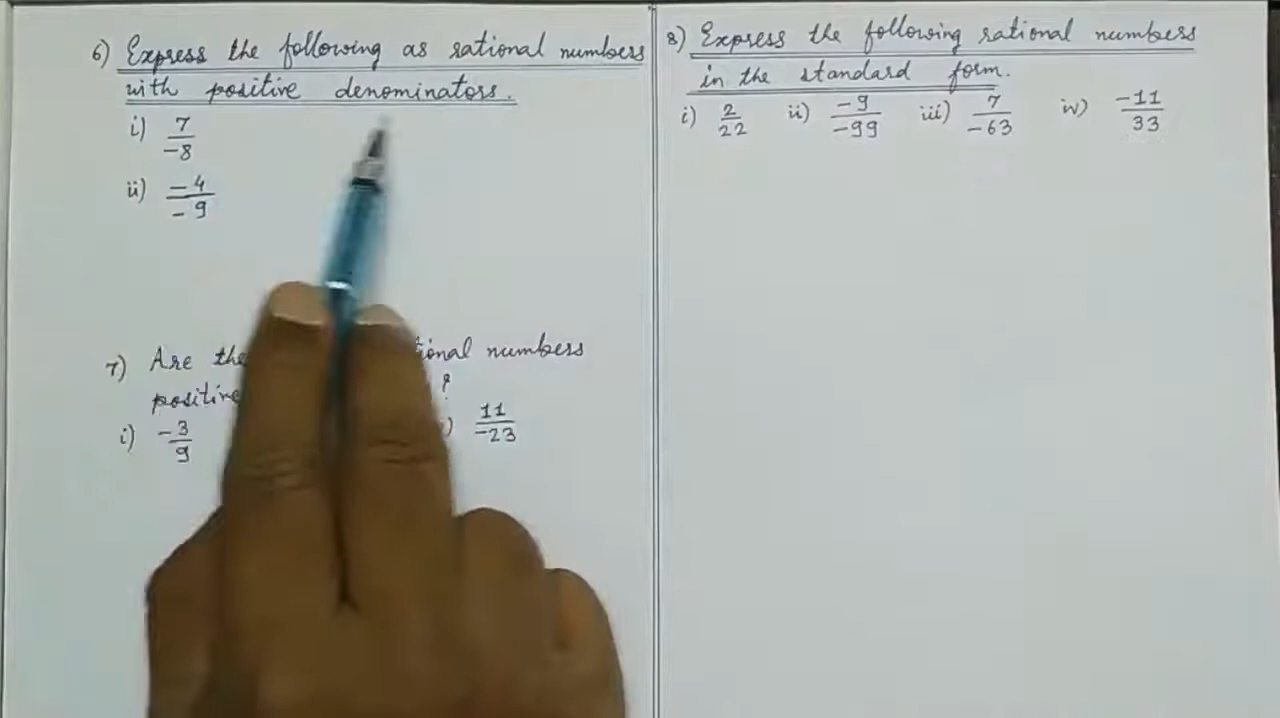 6) Express the following as rational numbers
with positive denominators.
i) 7/-8
ii) -4/-9
7) Are the ional numbers
positive ?
i) -3/9 ) 11/-23
8) Express the following rational numbers
in the standard form.
i) 2/22 ii) -9/-99 iii) 7/-63 iv) -11/33